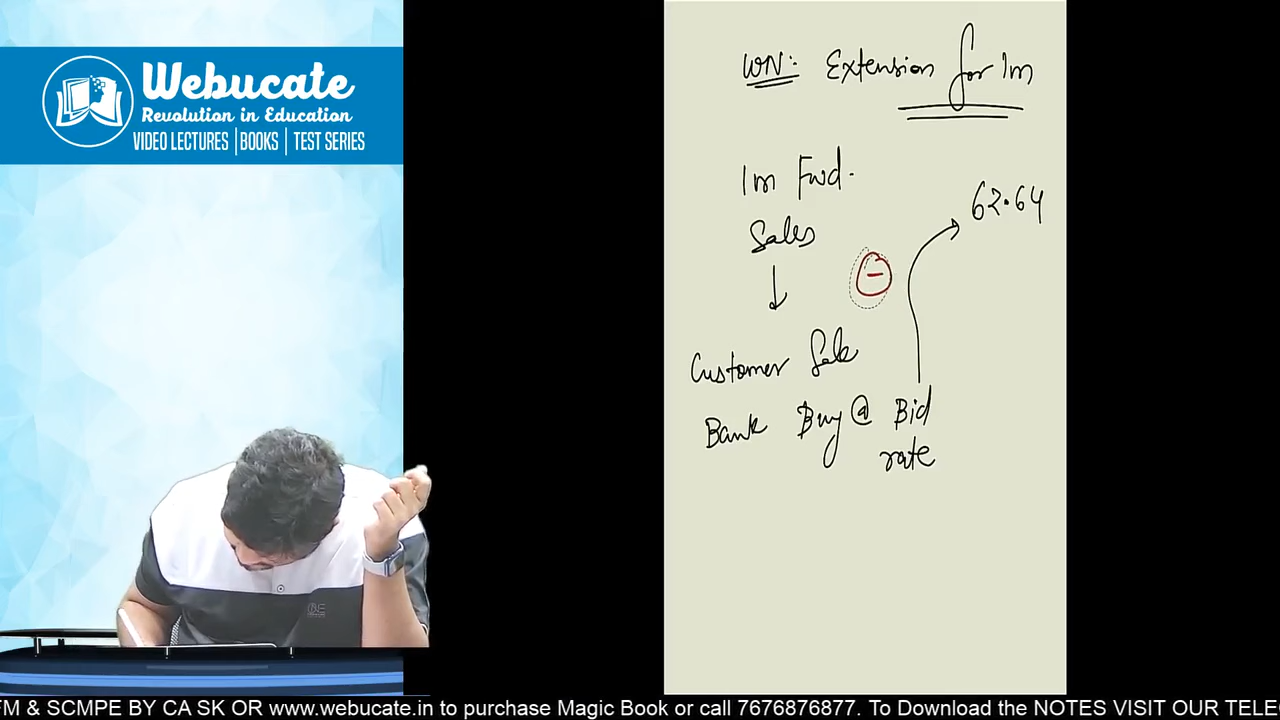 Webucate
Revolution in Education
VIDEO LECTURES | BOOKS | TEST SERIES
WN:- Extension for 1m
1m Fwd.
Sales
62.64
-
Customer Sale
Bank Buy @ Bid
rate
FM & SCMPE BY CA SK OR www.webucate.in to purchase Magic Book or call 7676876877. To Download the NOTES VISIT OUR TELE